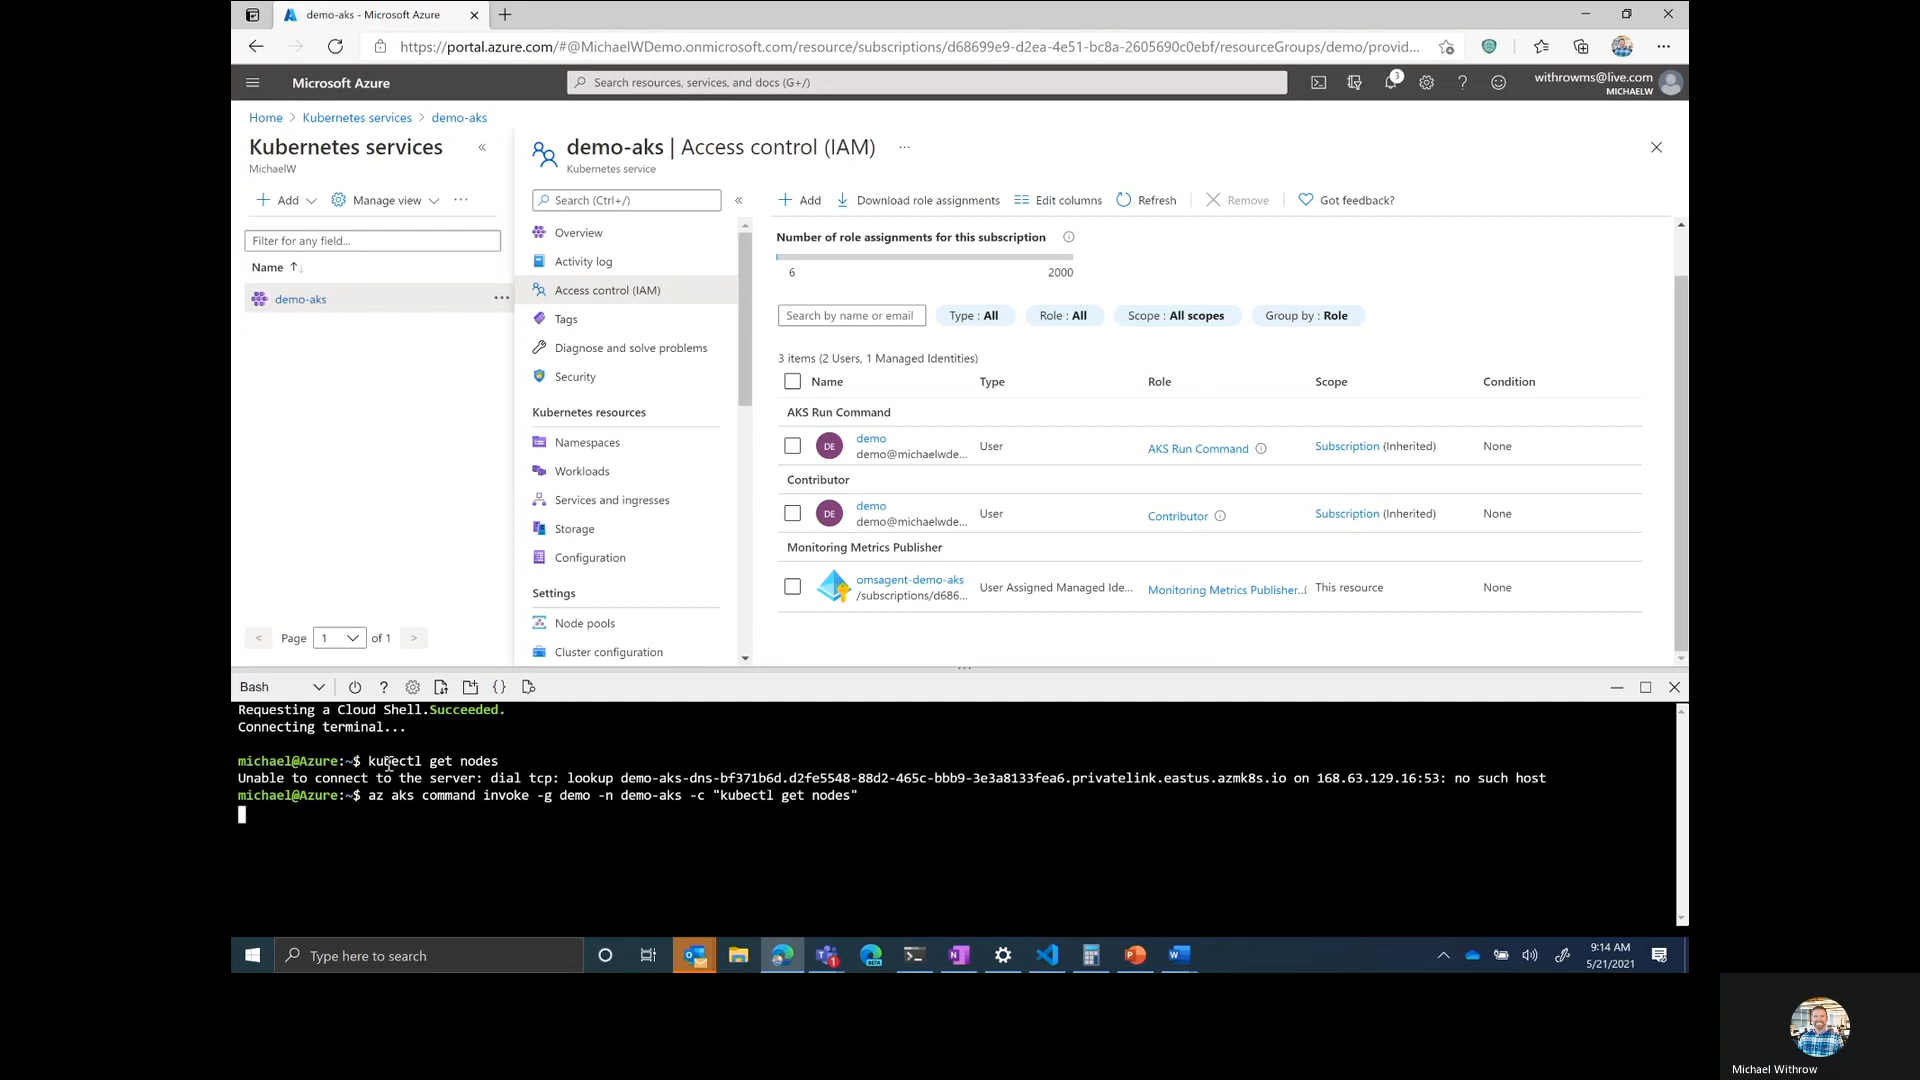 demo-aks - Microsoft Azure
https://portal.azure.com/#@MichaelWDemo.onmicrosoft.com/resource/subscriptions/d68699e9-d2ea-4e51-bc8a-2605690c0ebf/resourceGroups/demo/provid...
Microsoft Azure
Search resources, services, and docs (G+/)
3
withrowms@live.com
MICHAELW
Home > Kubernetes services > demo-aks
Kubernetes services
MichaelW
Add
Manage view
Filter for any field...
Name
demo-aks
Page 1 of 1
demo-aks | Access control (IAM)
Kubernetes service
Search (Ctrl+/)
Overview
Activity log
Access control (IAM)
Tags
Diagnose and solve problems
Security
Kubernetes resources
Namespaces
Workloads
Services and ingresses
Storage
Configuration
Settings
Node pools
Cluster configuration
Add Download role assignments Edit columns Refresh Remove Got feedback?
Number of role assignments for this subscription
6 2000
Search by name or email Type : All Role : All Scope : All scopes Group by : Role
3 items (2 Users, 1 Managed Identities)
Name Type Role Scope Condition
AKS Run Command
DE demo User AKS Run Command Subscription (Inherited) None
demo@michaelwde...
Contributor
DE demo User Contributor Subscription (Inherited) None
demo@michaelwde...
Monitoring Metrics Publisher
omsagent-demo-aks User Assigned Managed Ide... Monitoring Metrics Publisher... This resource None
/subscriptions/d686...
Bash
Requesting a Cloud Shell.Succeeded.
Connecting terminal...
michael@Azure:~$ kubectl get nodes
Unable to connect to the server: dial tcp: lookup demo-aks-dns-bf371b6d.d2fe5548-88d2-465c-bbb9-3e3a8133fea6.privatelink.eastus.azmk8s.io on 168.63.129.16:53: no such host
michael@Azure:~$ az aks command invoke -g demo -n demo-aks -c "kubectl get nodes"
Type here to search
BETA
1
9:14 AM
5/21/2021
Michael Withrow